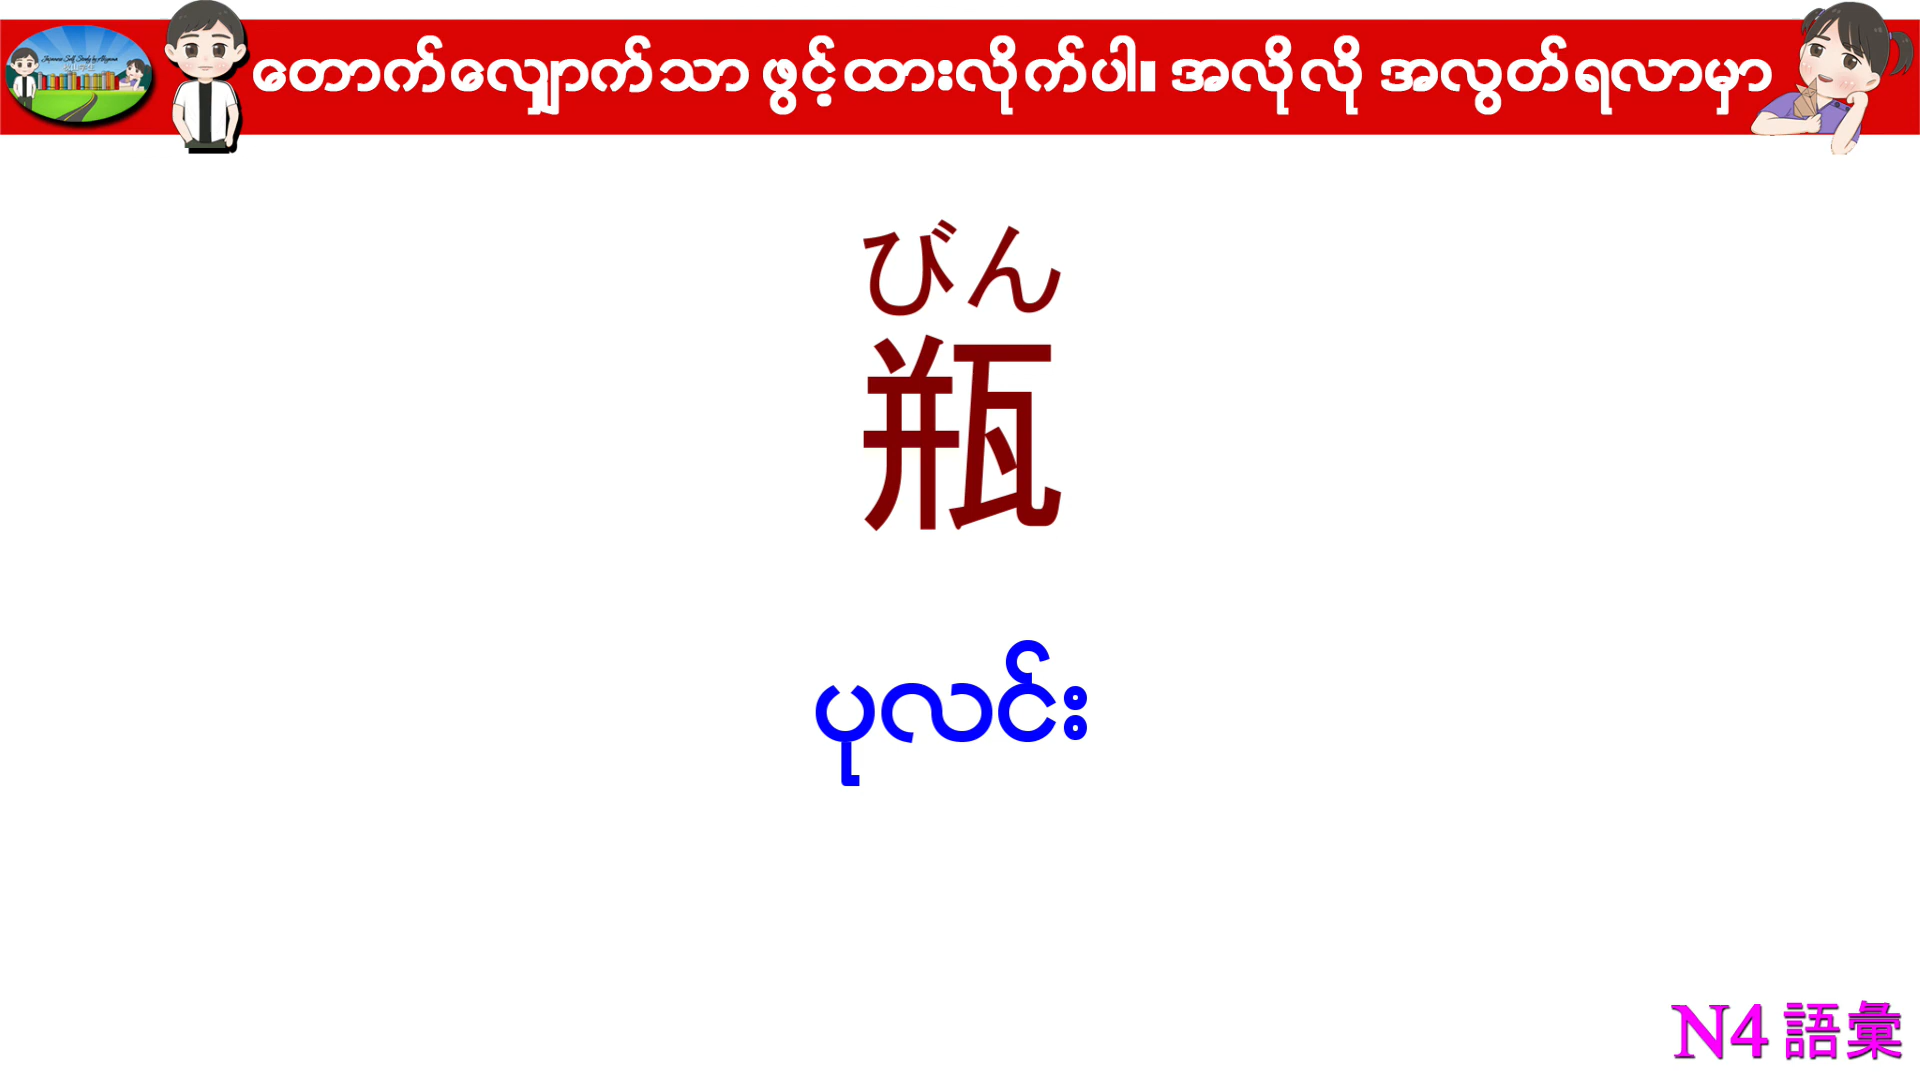 တောက်လျှောက်သာ ဖွင့်ထားလိုက်ပါ။ အလိုလို အလွတ်ရလာမှာ
びん
瓶
ပုလင်း
N4 語彙